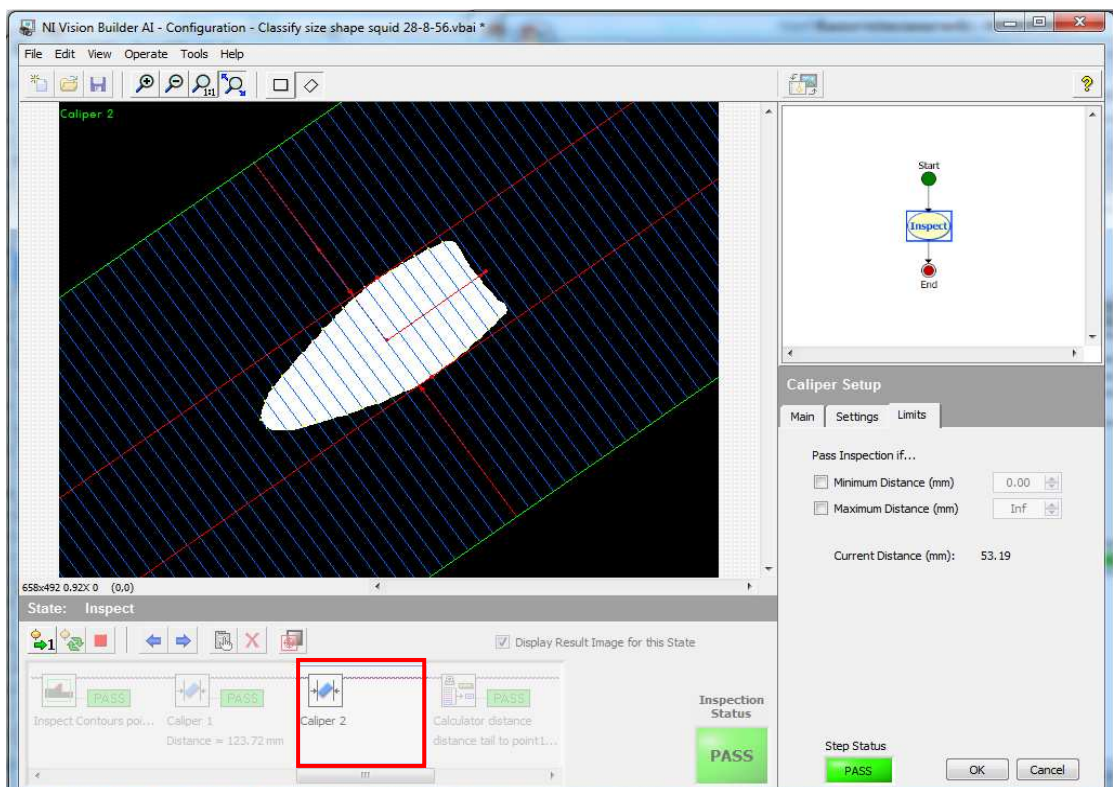 NI Vision Builder AI - Configuration - Classify size shape squid 28-8-56.vbai *
File Edit View Operate Tools Help
1:1
?
Caliper 2
Start
Inspect
End
Caliper Setup
Main Settings Limits
Pass Inspection if...
Minimum Distance (mm) 0.00
Maximum Distance (mm) Inf
Current Distance (mm): 53.19
658x492 0.92X 0 (0,0)
State: Inspect
1
Display Result Image for this State
PASS PASS PASS
Inspect Contours poi... Caliper 1 Caliper 2 Calculator distance
Distance = 123.72 mm distance tail to point1...
Inspection
Status
PASS
Step Status
PASS
OK Cancel